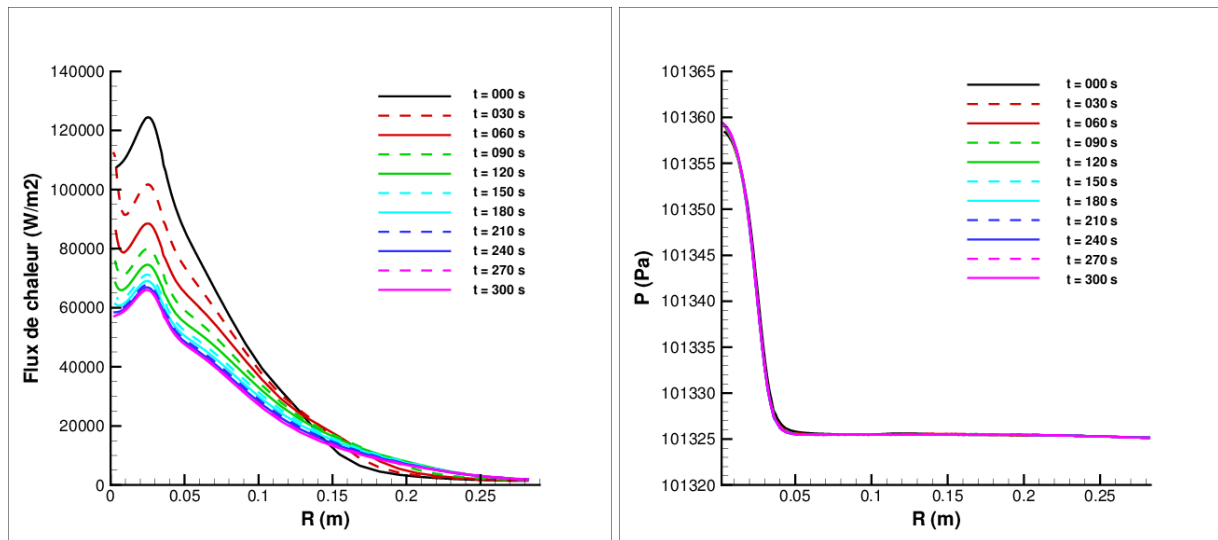 140000
120000
100000
80000
60000
40000
20000
0
Flux de chaleur (W/m2)
0
0.05
0.1
0.15
0.2
0.25
R (m)
t = 000 s
t = 030 s
t = 060 s
t = 090 s
t = 120 s
t = 150 s
t = 180 s
t = 210 s
t = 240 s
t = 270 s
t = 300 s
101365
101360
101355
101350
101345
101340
101335
101330
101325
101320
P (Pa)
0.05
0.1
0.15
0.2
0.25
R (m)
t = 000 s
t = 030 s
t = 060 s
t = 090 s
t = 120 s
t = 150 s
t = 180 s
t = 210 s
t = 240 s
t = 270 s
t = 300 s